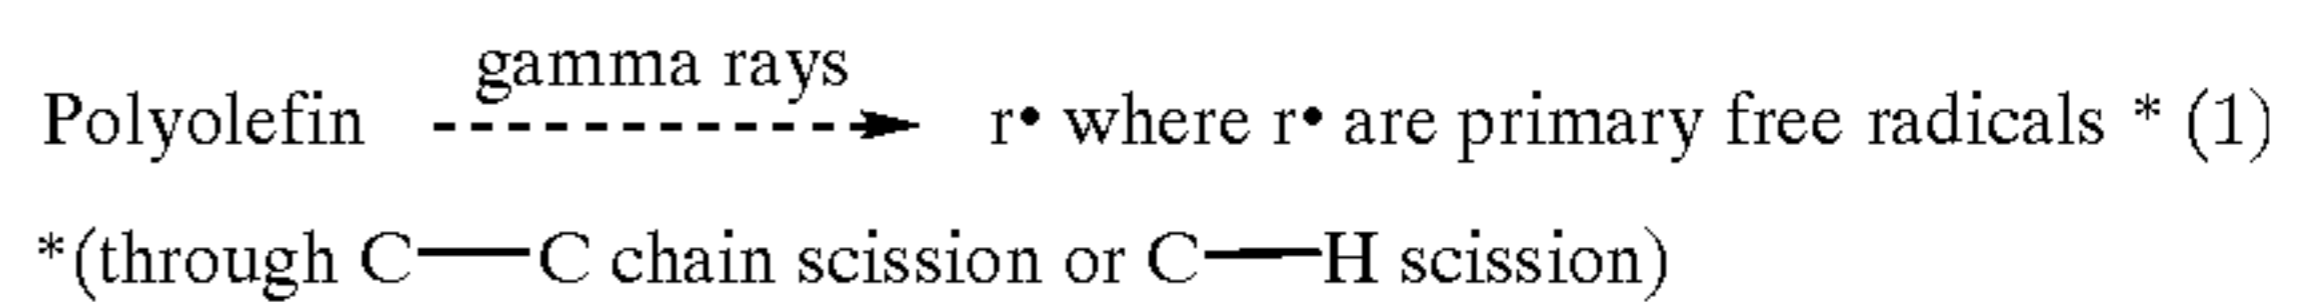 gamma rays
Polyolefin -----------► r• where r• are primary free radicals * (1)
*(through C—C chain scission or C—H scission)